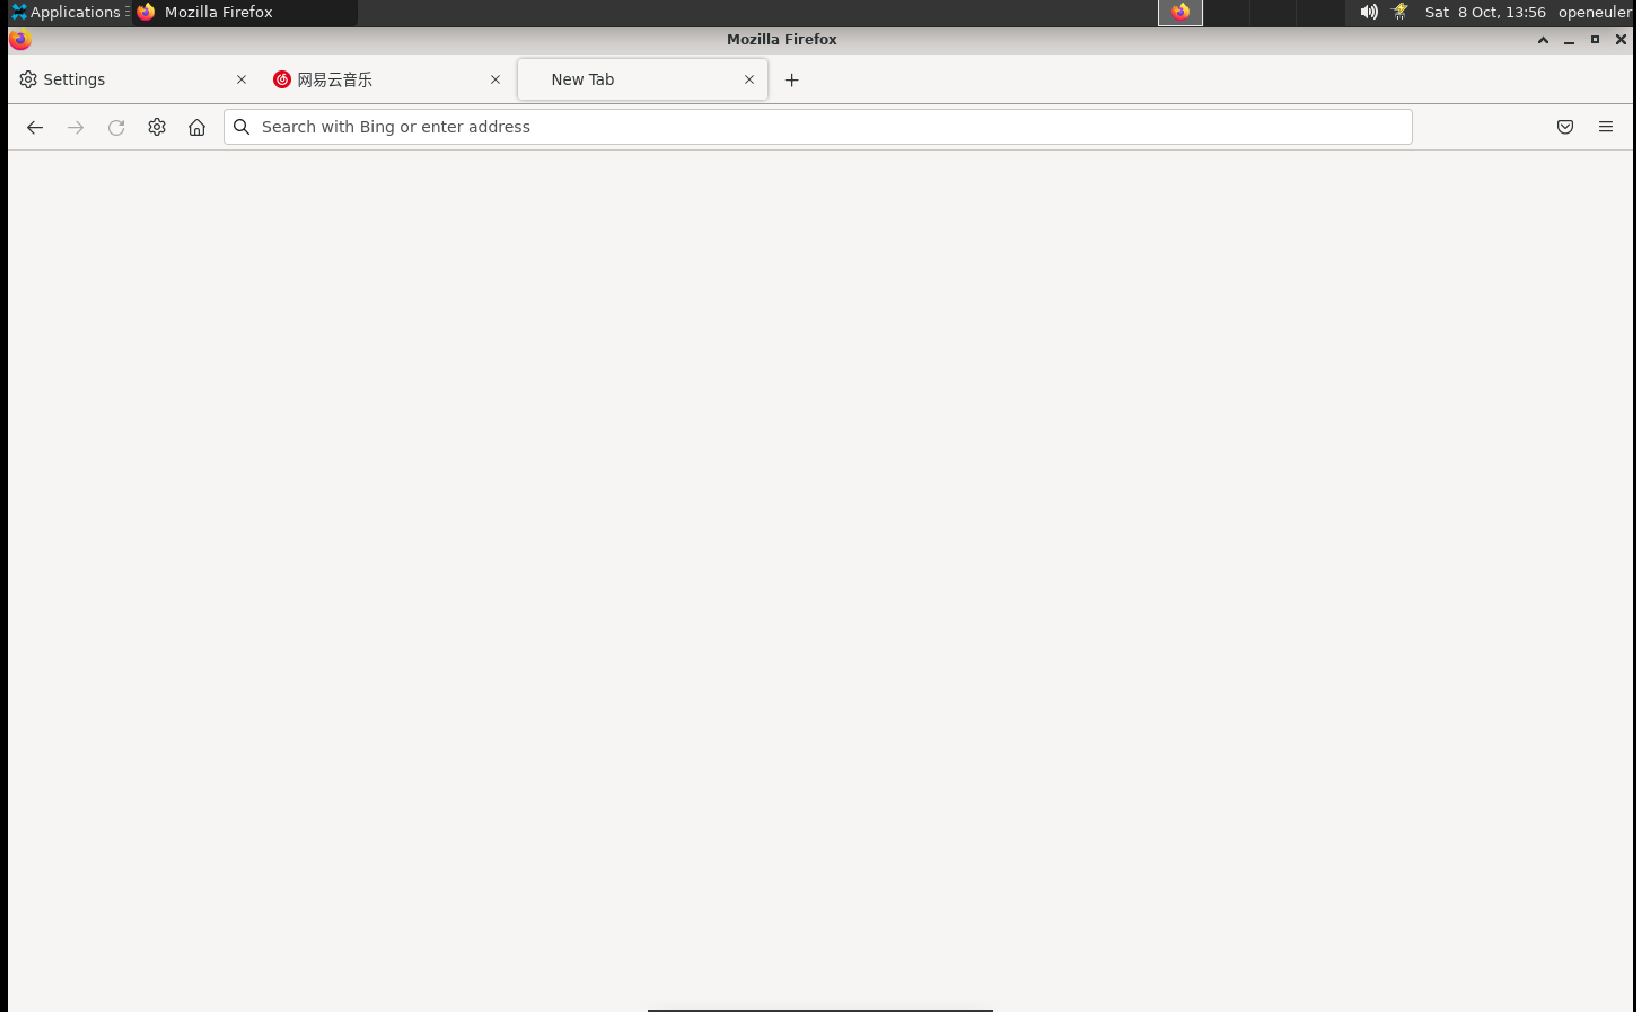 Applications
Mozilla Firefox
Sat 8 Oct, 13:56
openeuler
Mozilla Firefox
Settings
网易云音乐
New Tab
Search with Bing or enter address